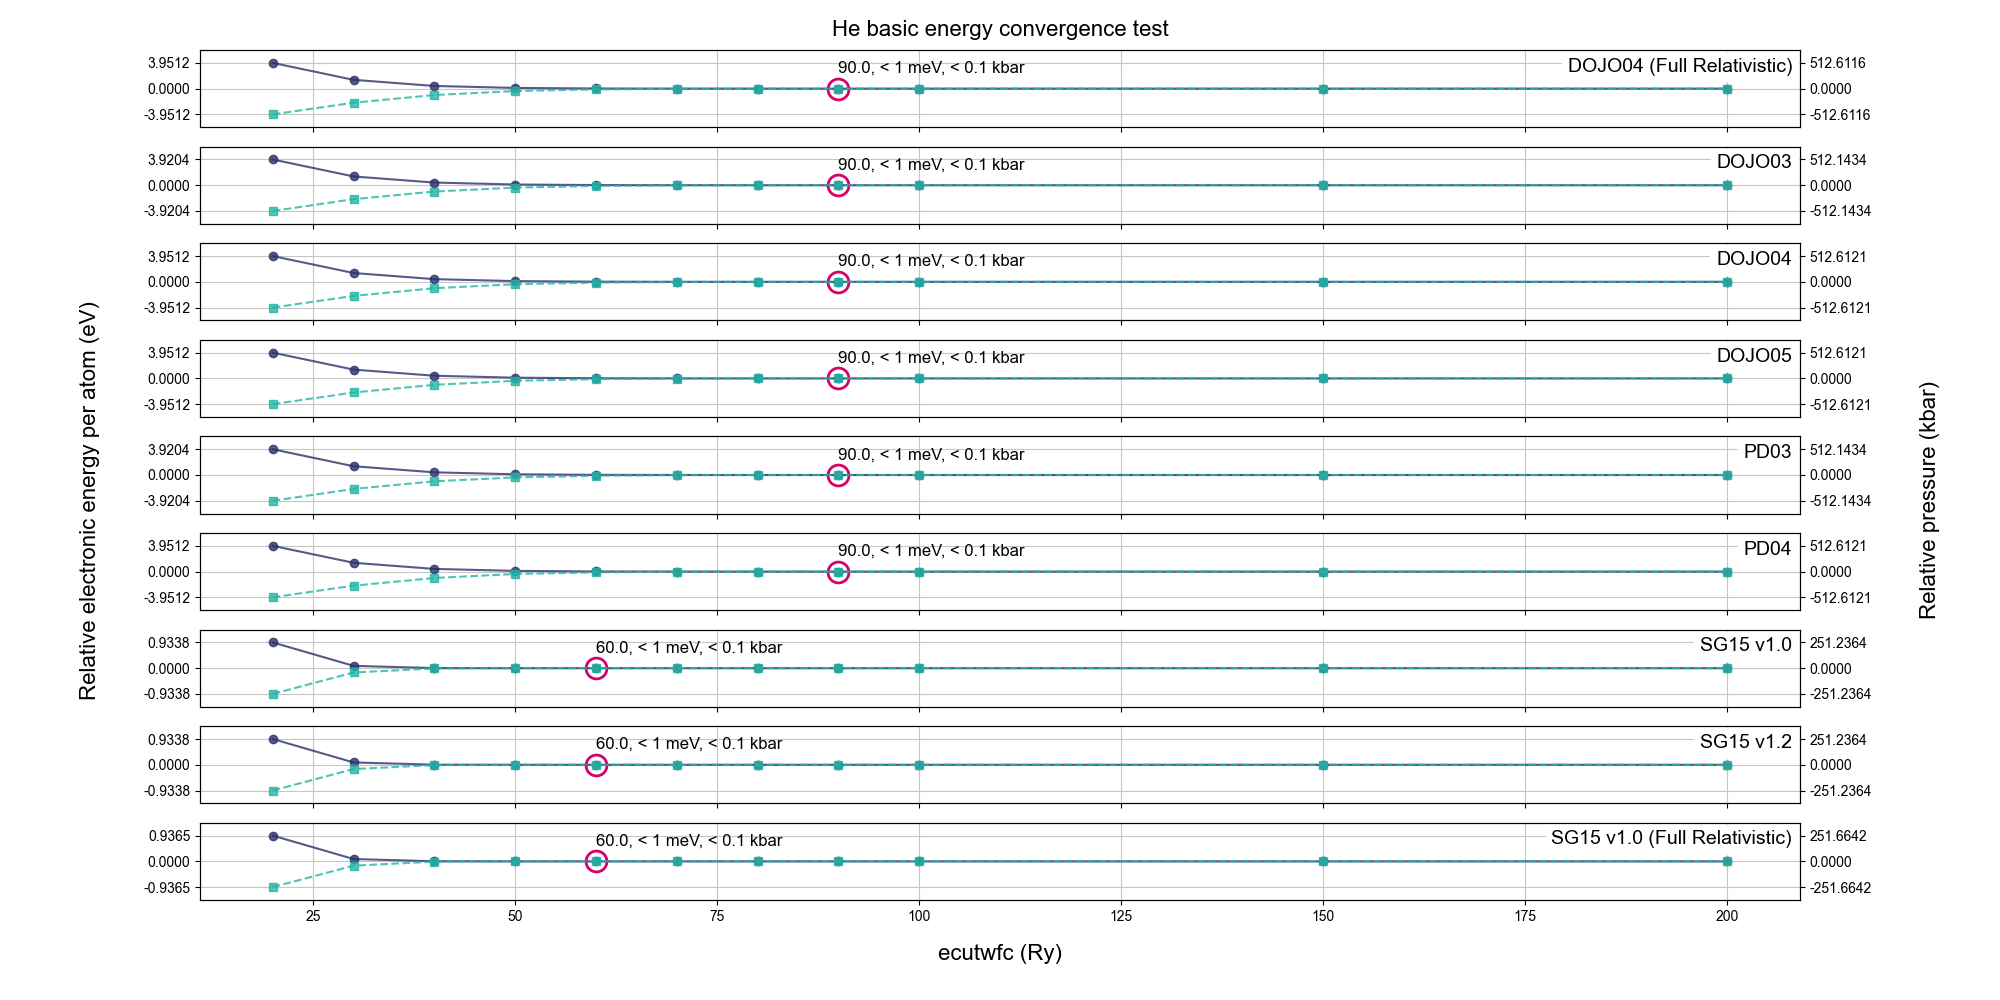 He basic energy convergence test
3.9512
0.0000
-3.9512
90.0, < 1 meV, < 0.1 kbar
DOJO04 (Full Relativistic)
512.6116
0.0000
-512.6116
3.9204
0.0000
-3.9204
90.0, < 1 meV, < 0.1 kbar
DOJO03
512.1434
0.0000
-512.1434
3.9512
0.0000
-3.9512
90.0, < 1 meV, < 0.1 kbar
DOJO04
512.6121
0.0000
-512.6121
3.9512
0.0000
-3.9512
90.0, < 1 meV, < 0.1 kbar
DOJO05
512.6121
0.0000
-512.6121
3.9204
0.0000
-3.9204
90.0, < 1 meV, < 0.1 kbar
PD03
512.1434
0.0000
-512.1434
3.9512
0.0000
-3.9512
90.0, < 1 meV, < 0.1 kbar
PD04
512.6121
0.0000
-512.6121
0.9338
0.0000
-0.9338
60.0, < 1 meV, < 0.1 kbar
SG15 v1.0
251.2364
0.0000
-251.2364
0.9338
0.0000
-0.9338
60.0, < 1 meV, < 0.1 kbar
SG15 v1.2
251.2364
0.0000
-251.2364
0.9365
0.0000
-0.9365
60.0, < 1 meV, < 0.1 kbar
SG15 v1.0 (Full Relativistic)
251.6642
0.0000
-251.6642
25 50 75 100 125 150 175 200
ecutwfc (Ry)
Relative electronic energy per atom (eV)
Relative pressure (kbar)